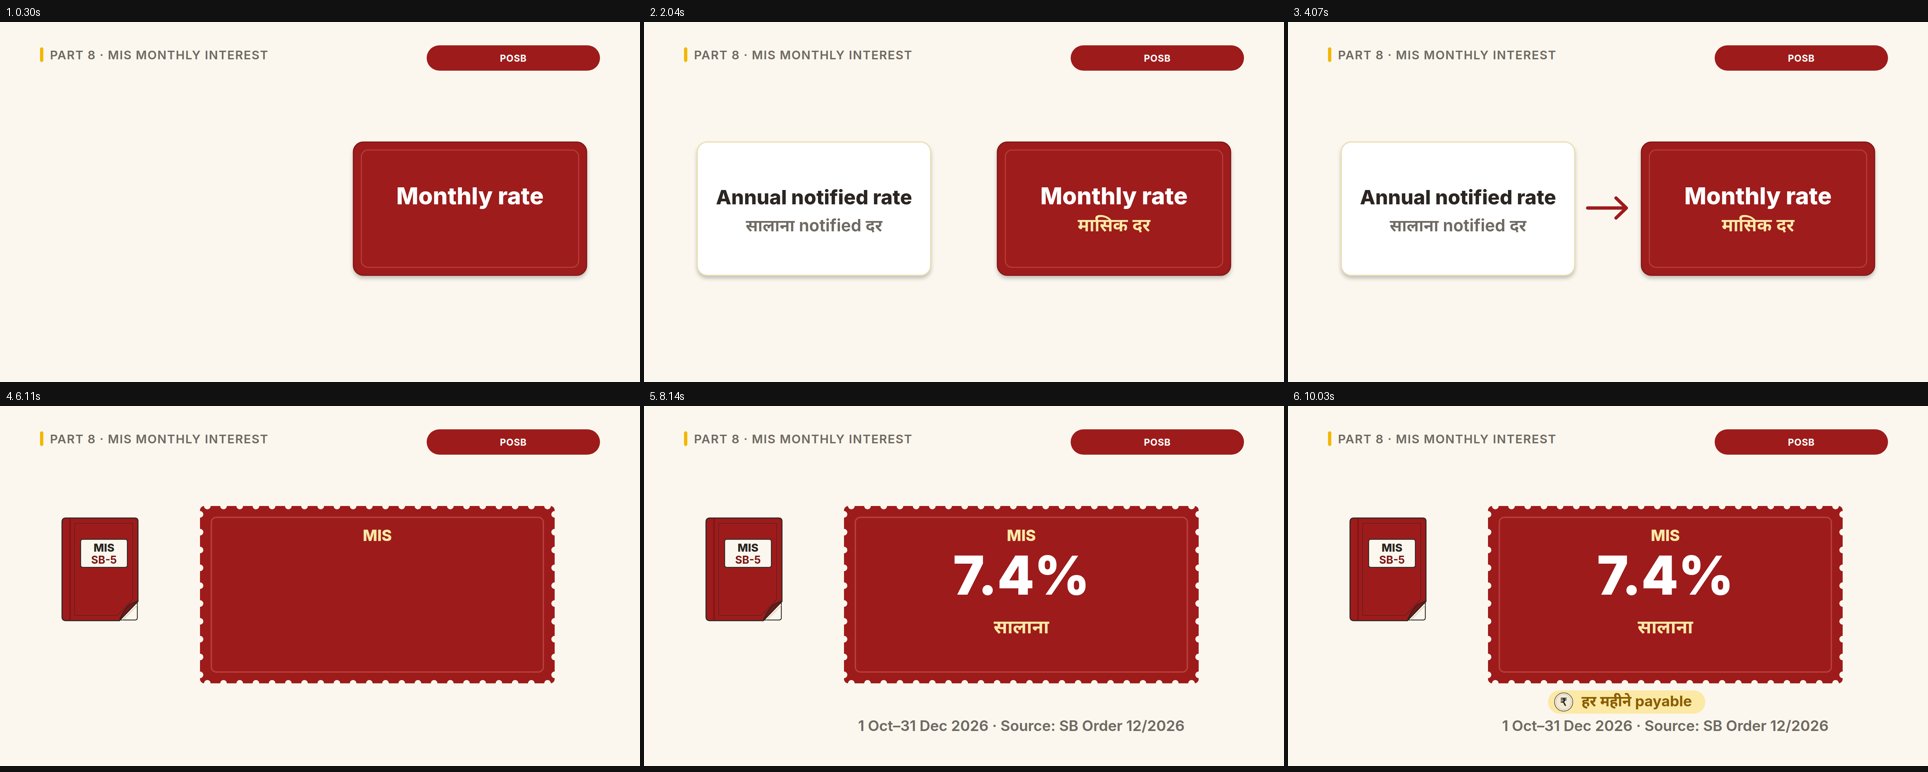 1. 0.30s
PART 8 · MIS MONTHLY INTEREST
POSB
Monthly rate
2. 2.04s
PART 8 · MIS MONTHLY INTEREST
POSB
Annual notified rate
सालाना notified दर
Monthly rate
मासिक दर
3. 4.07s
PART 8 · MIS MONTHLY INTEREST
POSB
Annual notified rate
सालाना notified दर
Monthly rate
मासिक दर
4. 6.11s
PART 8 · MIS MONTHLY INTEREST
POSB
MIS
SB-5
MIS
5. 8.14s
PART 8 · MIS MONTHLY INTEREST
POSB
MIS
SB-5
MIS
7.4%
सालाना
1 Oct–31 Dec 2026 · Source: SB Order 12/2026
6. 10.03s
PART 8 · MIS MONTHLY INTEREST
POSB
MIS
SB-5
MIS
7.4%
सालाना
₹ हर महीने payable
1 Oct–31 Dec 2026 · Source: SB Order 12/2026